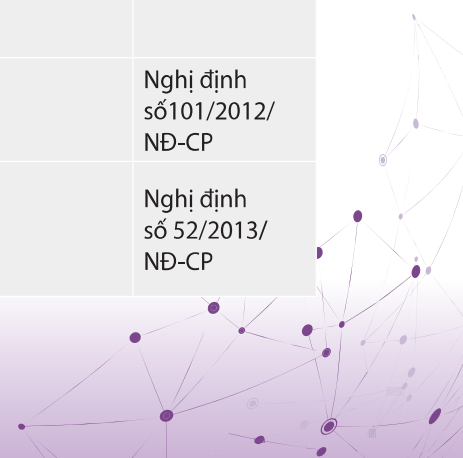 Nghị định
số101/2012/
NĐ-CP
Nghị định
số 52/2013/
NĐ-CP